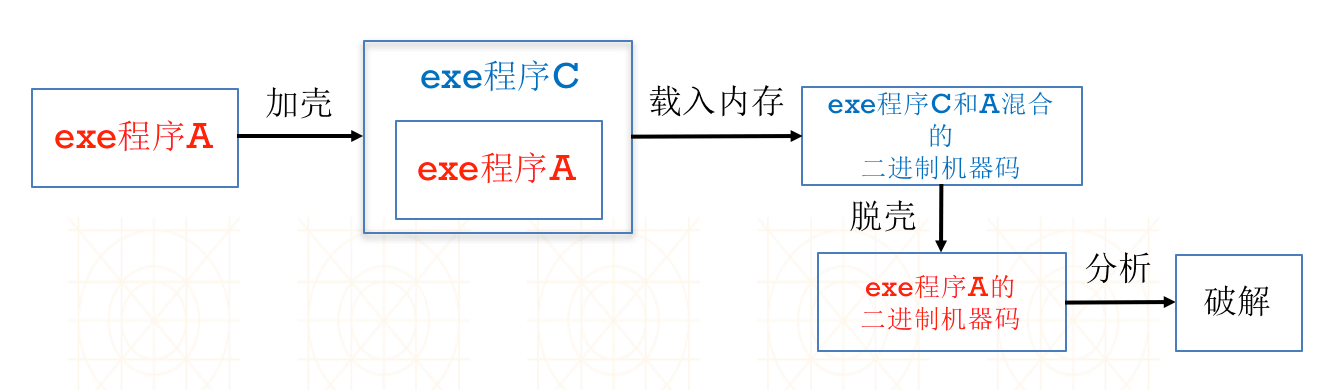 exe程序A
加壳
exe程序C
exe程序A
载入内存
exe程序C和A混合
的
二进制机器码
脱壳
exe程序A的
二进制机器码
分析
破解